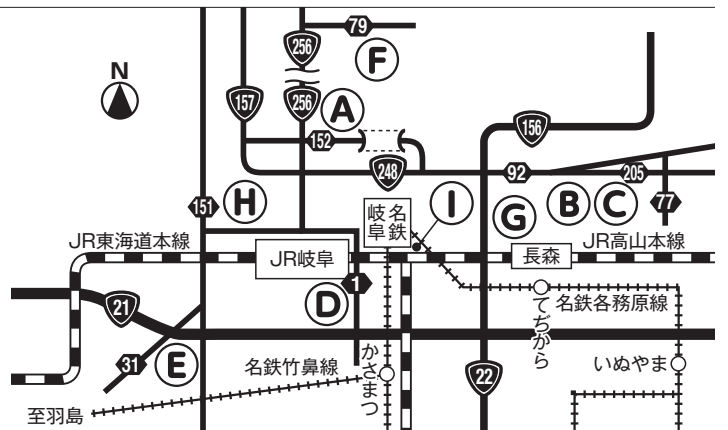 79
256
F
N
157
256
A
152
156
248
92
205
B
C
77
151
H
名鉄
岐阜
I
G
JR東海道本線
JR岐阜
長森
JR高山本線
1
D
名鉄各務原線
てぢから
21
31
E
名鉄竹鼻線
かさまつ
22
いぬやま
至羽島